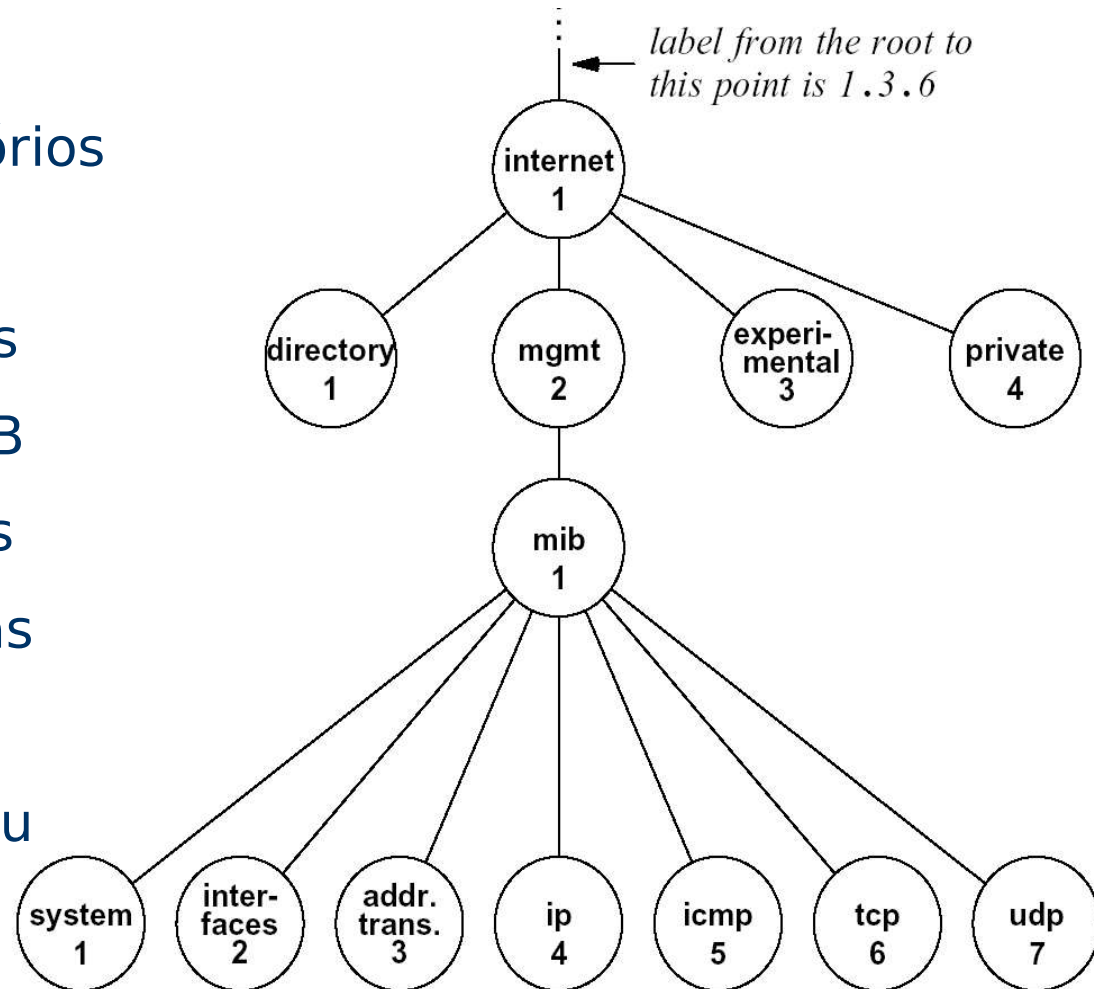 label from the root to
this point is 1.3.6
órios
internet
1
s
directory
1
mgmt
2
experi-
mental
3
private
4
B
s
mib
1
u
system
1
inter-
faces
2
addr.
trans.
3
ip
4
icmp
5
tcp
6
udp
7